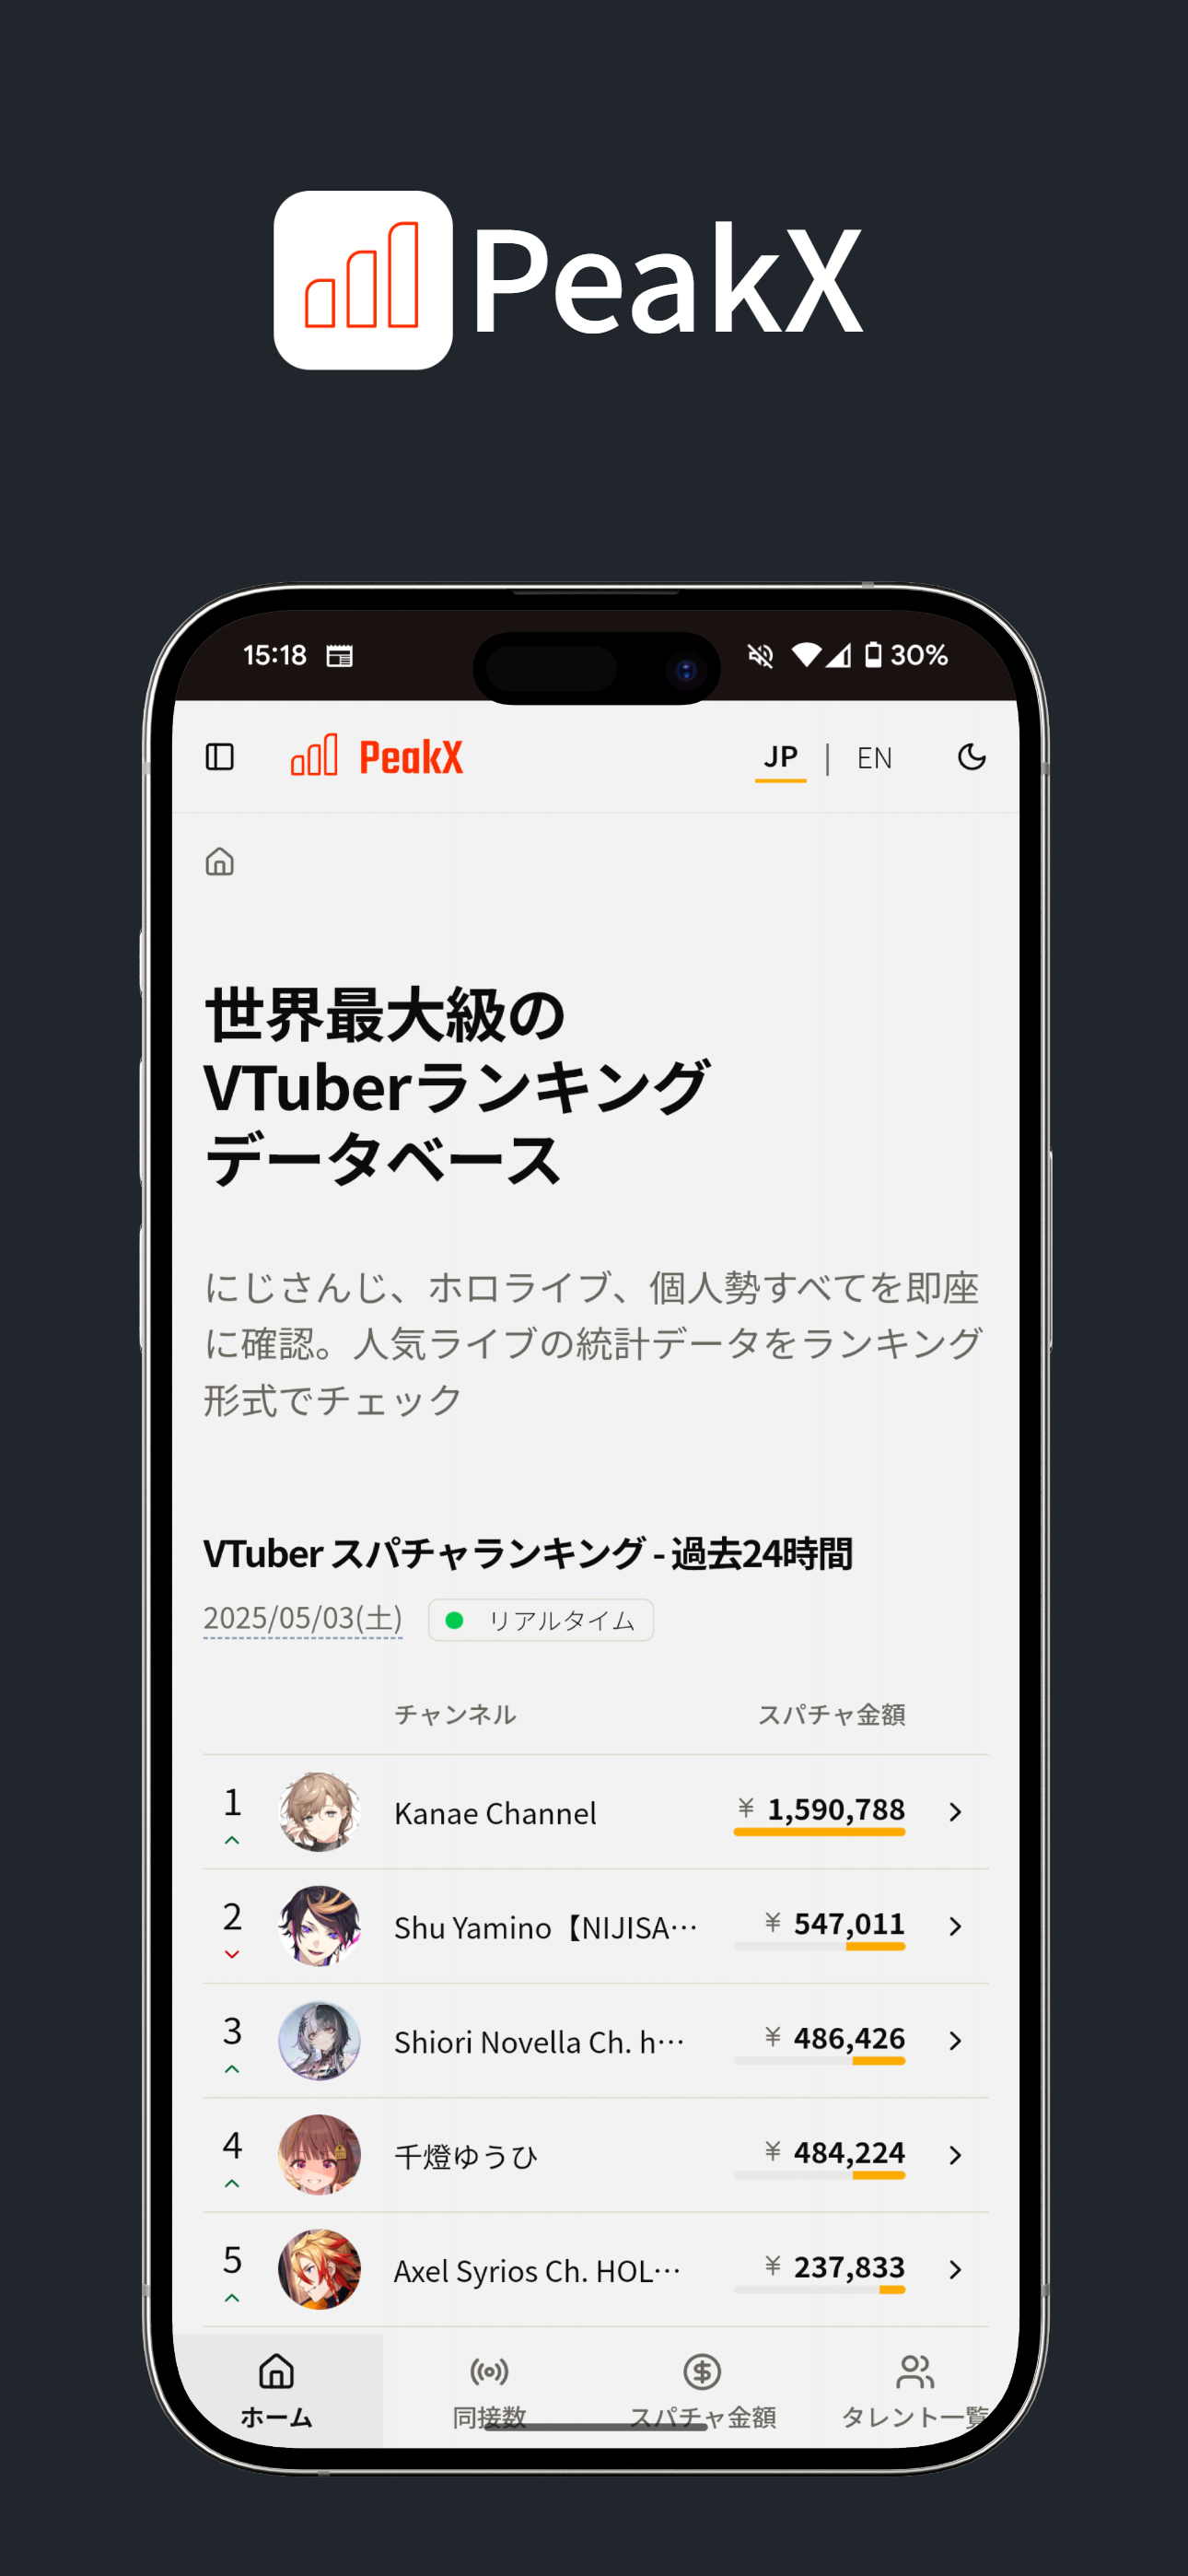 PeakX
15:18
30%
PeakX
JP | EN
世界最大級の
VTuberランキング
データベース
にじさんじ、ホロライブ、個人勢すべてを即座
に確認。人気ライブの統計データをランキング
形式でチェック
VTuber スパチャランキング - 過去24時間
2025/05/03(土)
リアルタイム
チャンネル スパチャ金額
1 Kanae Channel ¥ 1,590,788
2 Shu Yamino【NIJISA… ¥ 547,011
3 Shiori Novella Ch. h… ¥ 486,426
4 千燈ゆうひ ¥ 484,224
5 Axel Syrios Ch. HOL… ¥ 237,833
ホーム 同接数 スパチャ金額 タレント一覧